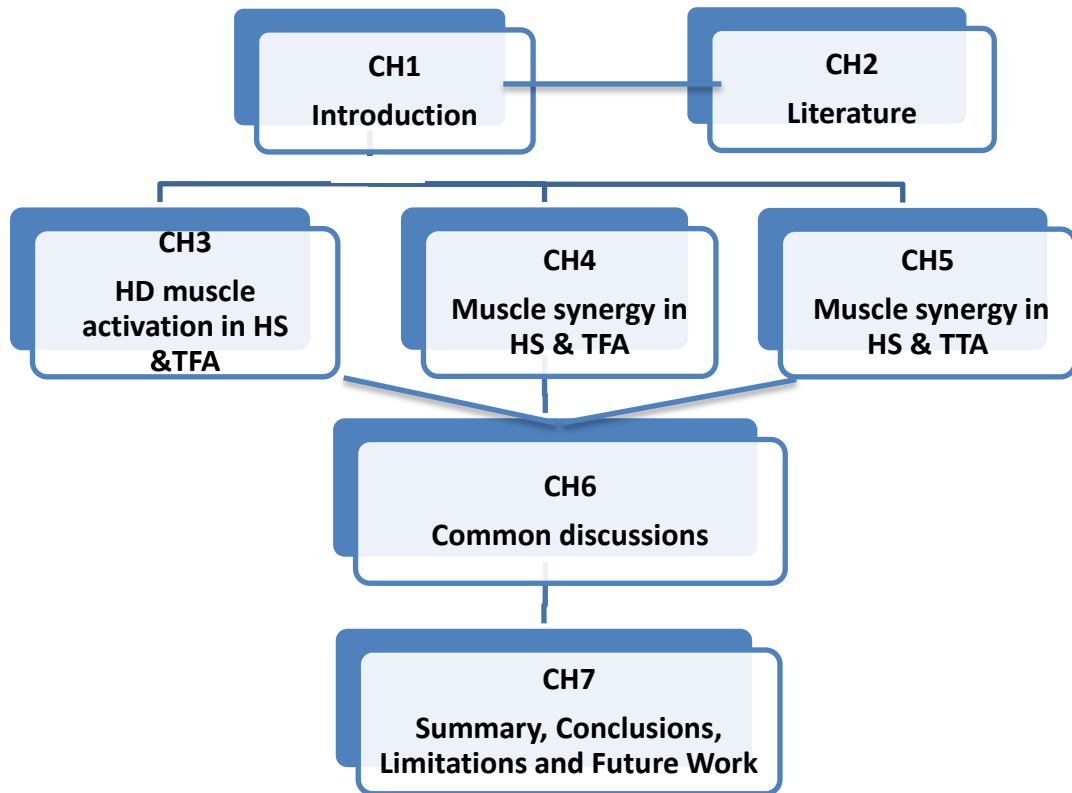 CH1
Introduction
CH2
Literature
CH3
HD muscle
activation in HS
&TFA
CH4
Muscle synergy in
HS & TFA
CH5
Muscle synergy in
HS & TTA
CH6
Common discussions
CH7
Summary, Conclusions,
Limitations and Future Work